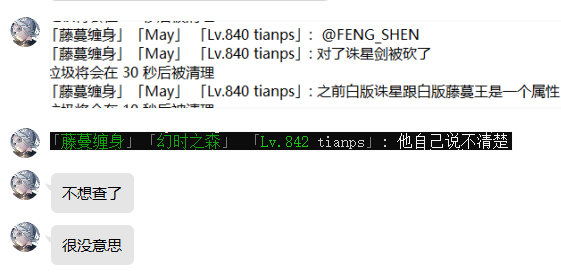 「藤蔓缠身」「May」「Lv.840 tianps」: @FENG_SHEN
「藤蔓缠身」「May」「Lv.840 tianps」: 对了诛星剑被砍了
垃圾将会在 30 秒后被清理
「藤蔓缠身」「May」「Lv.840 tianps」: 之前白版诛星跟白版藤蔓王是一个属性
「藤蔓缠身」「幻时之森」「Lv.842 tianps」: 他自己说不清楚
不想查了
很没意思